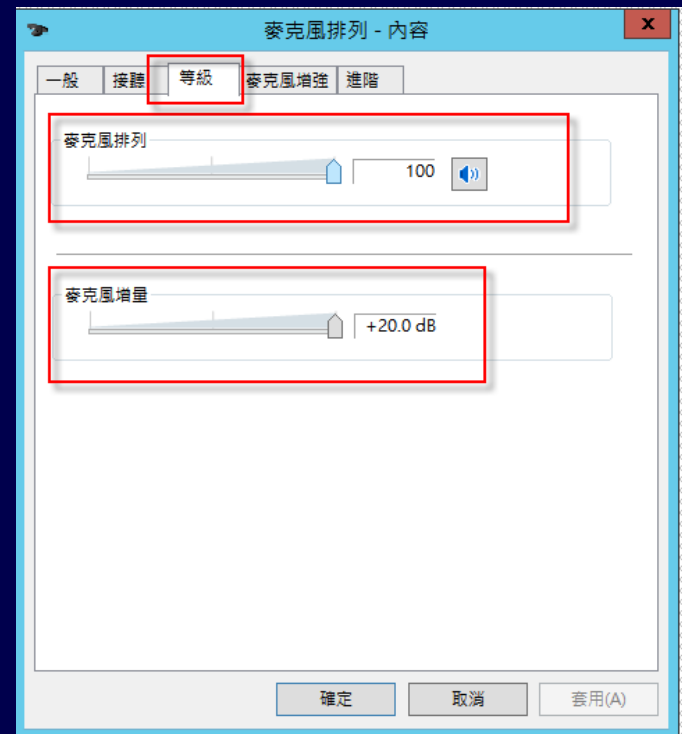 麥克風排列 - 內容
x
一般 接聽 等級 麥克風增強 進階
麥克風排列
100
麥克風增量
+20.0 dB
確定 取消 套用(A)